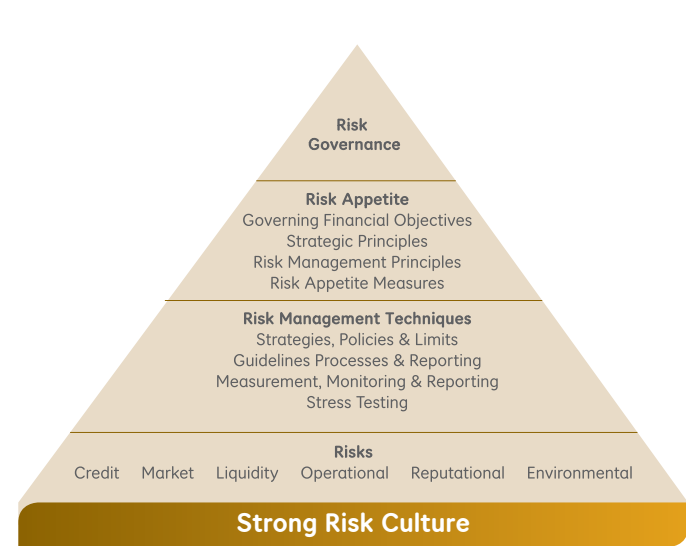 Risk
Governance
Risk Appetite
Governing Financial Objectives
Strategic Principles
Risk Management Principles
Risk Appetite Measures
Risk Management Techniques
Strategies, Policies & Limits
Guidelines Processes & Reporting
Measurement, Monitoring & Reporting
Stress Testing
Risks
Credit Market Liquidity Operational Reputational Environmental
Strong Risk Culture